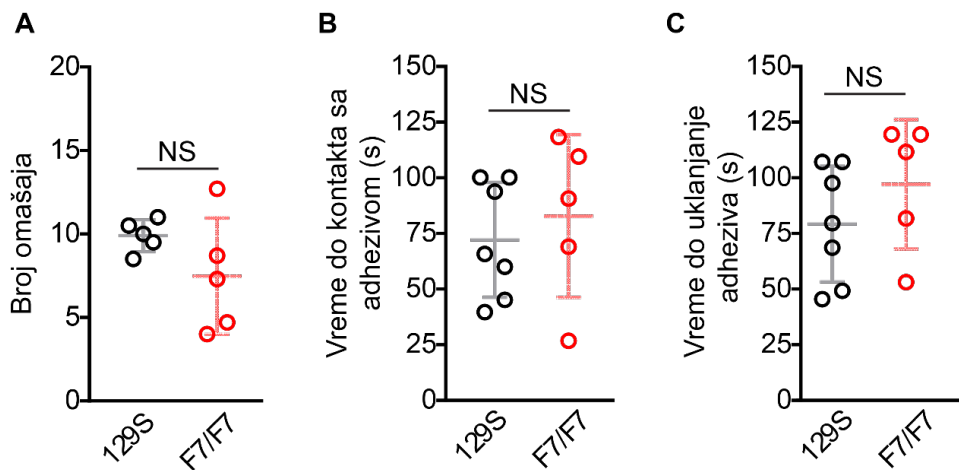 A
Broj omašaja
20
15
10
5
0
NS
129S
F7/F7
B
Vreme do kontakta sa
adhezivom (s)
150
125
100
75
50
25
0
NS
129S
F7/F7
C
Vreme do uklanjanje
adheziva (s)
150
125
100
75
50
25
0
NS
129S
F7/F7